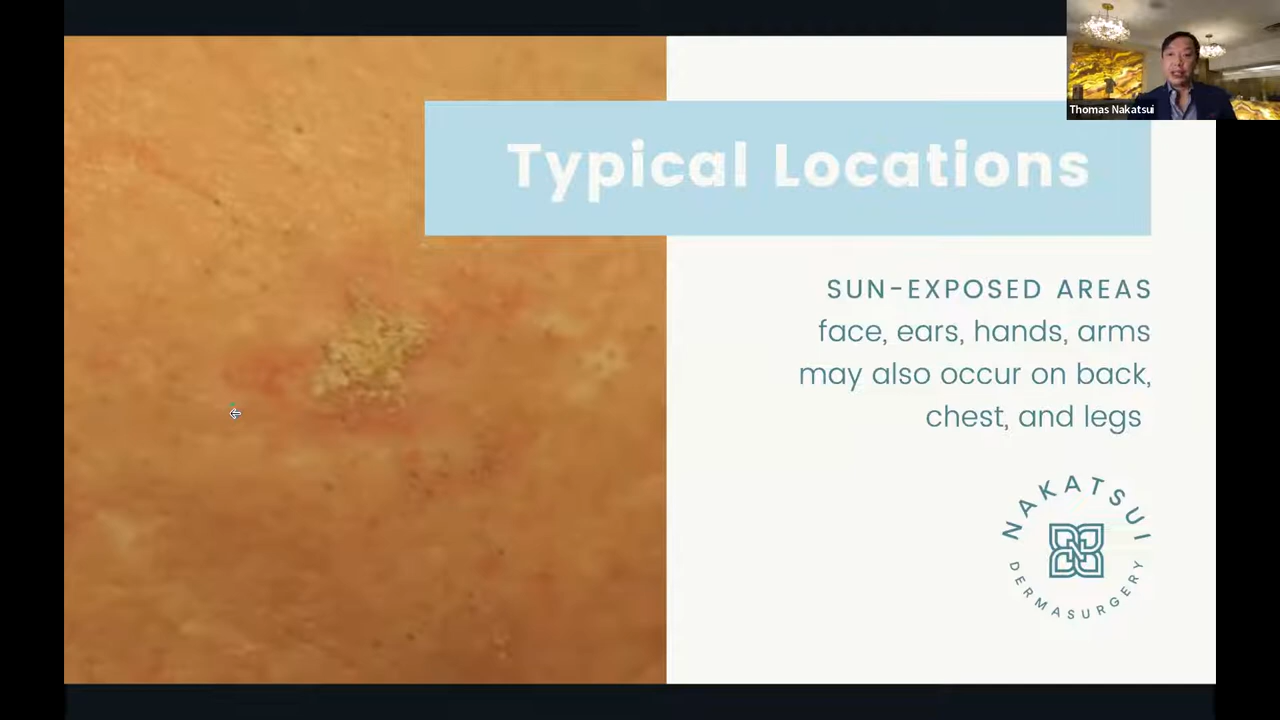 Thomas Nakatsui
Typical Locations
SUN-EXPOSED AREAS
face, ears, hands, arms
may also occur on back,
chest, and legs
NAKATSUI
DERMASURGERY